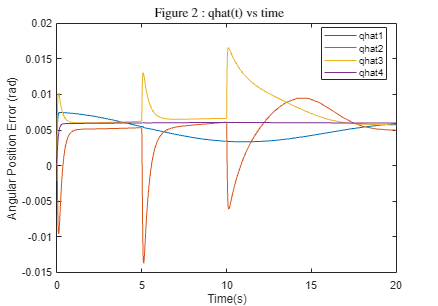 Figure 2 : qhat(t) vs time
0.02
0.015
0.01
0.005
0
-0.005
-0.01
-0.015
Angular Position Error (rad)
qhat1
qhat2
qhat3
qhat4
0
5
10
15
20
Time(s)